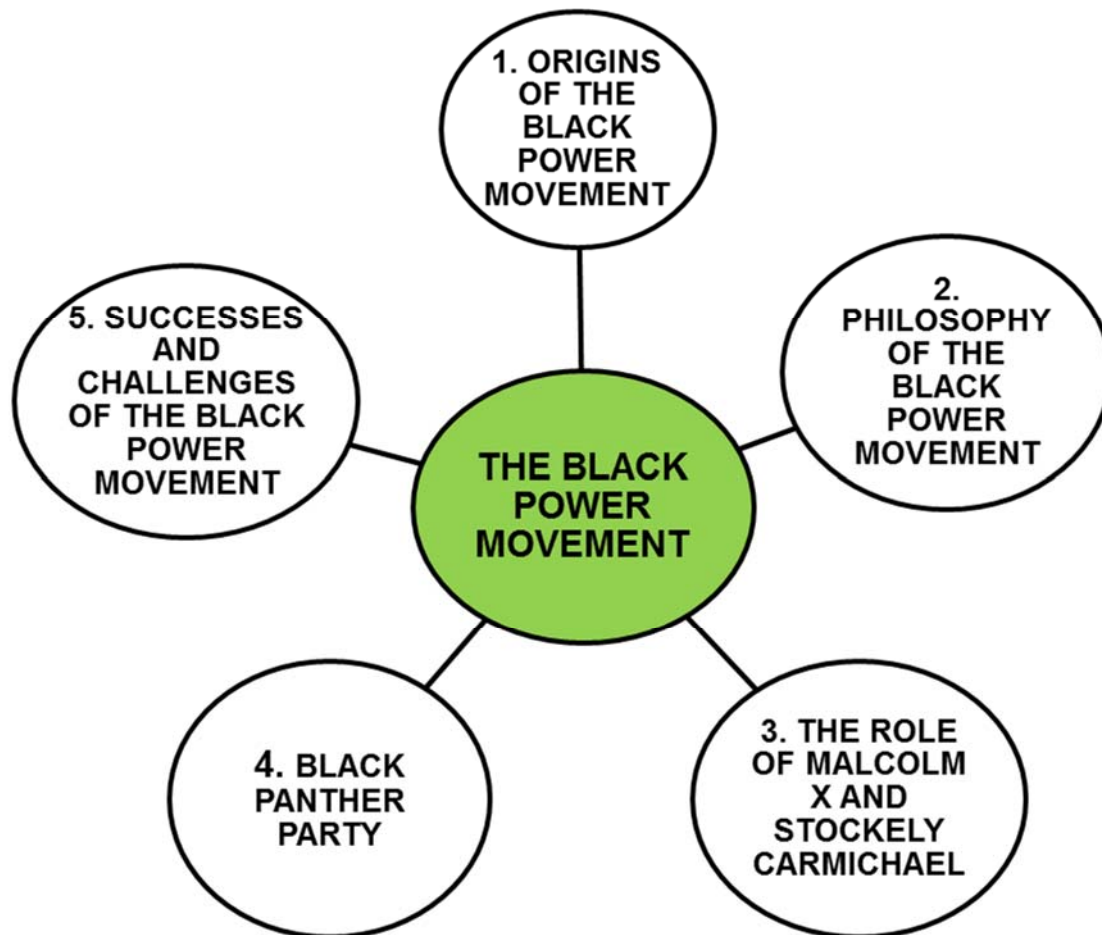 1. ORIGINS
OF THE
BLACK
POWER
MOVEMENT
2.
PHILOSOPHY
OF THE
BLACK
POWER
MOVEMENT
3. THE ROLE
OF MALCOLM
X AND
STOCKELY
CARMICHAEL
4. BLACK
PANTHER
PARTY
5. SUCCESSES
AND
CHALLENGES
OF THE BLACK
POWER
MOVEMENT
THE BLACK
POWER
MOVEMENT